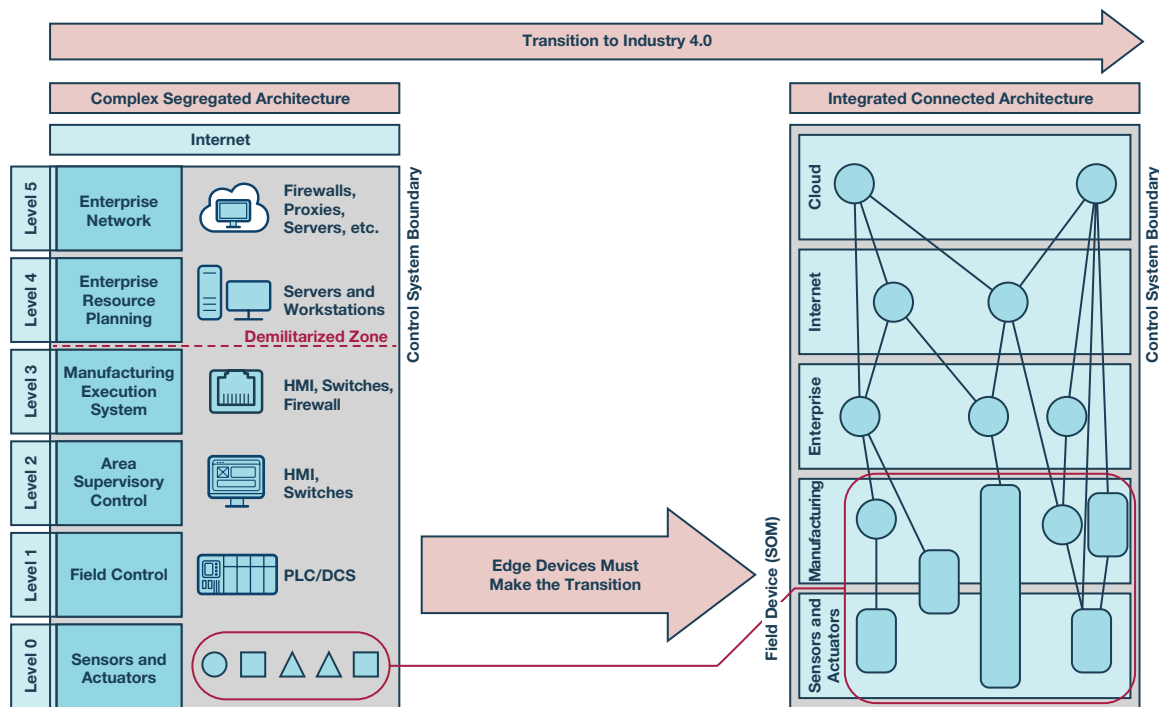 Transition to Industry 4.0
Complex Segregated Architecture
Integrated Connected Architecture
Internet
Level 5
Enterprise
Network
Firewalls,
Proxies,
Servers, etc.
Level 4
Enterprise
Resource
Planning
Servers and
Workstations
Demilitarized Zone
Level 3
Manufacturing
Execution
System
HMI, Switches,
Firewall
Level 2
Area
Supervisory
Control
HMI,
Switches
Level 1
Field Control
PLC/DCS
Level 0
Sensors and
Actuators
Control System Boundary
Edge Devices Must
Make the Transition
Field Device (SOM)
Cloud
Internet
Enterprise
Manufacturing
Sensors and
Actuators
Control System Boundary